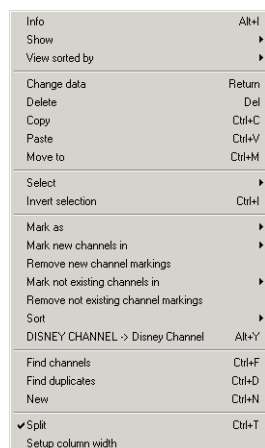 Info Alt+I
Show
View sorted by
Change data Return
Delete Del
Copy Ctrl+C
Paste Ctrl+V
Move to Ctrl+M
Select
Invert selection Ctrl+I
Mark as
Mark new channels in
Remove new channel markings
Mark not existing channels in
Remove not existing channel markings
Sort
DISNEY CHANNEL -> Disney Channel Alt+Y
Find channels Ctrl+F
Find duplicates Ctrl+D
New Ctrl+N
Split Ctrl+T
Setup column width